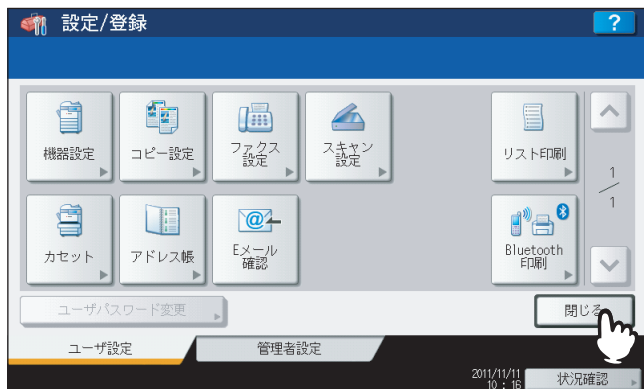 設定/登録
?
機器設定
コピー設定
ファクス
設定
スキャン
設定
リスト印刷
1
1
カセット
アドレス帳
@
Eメール
確認
Bluetooth
印刷
ユーザパスワード変更
閉じる
ユーザ設定
管理者設定
2011/11/11
10 : 16
状況確認